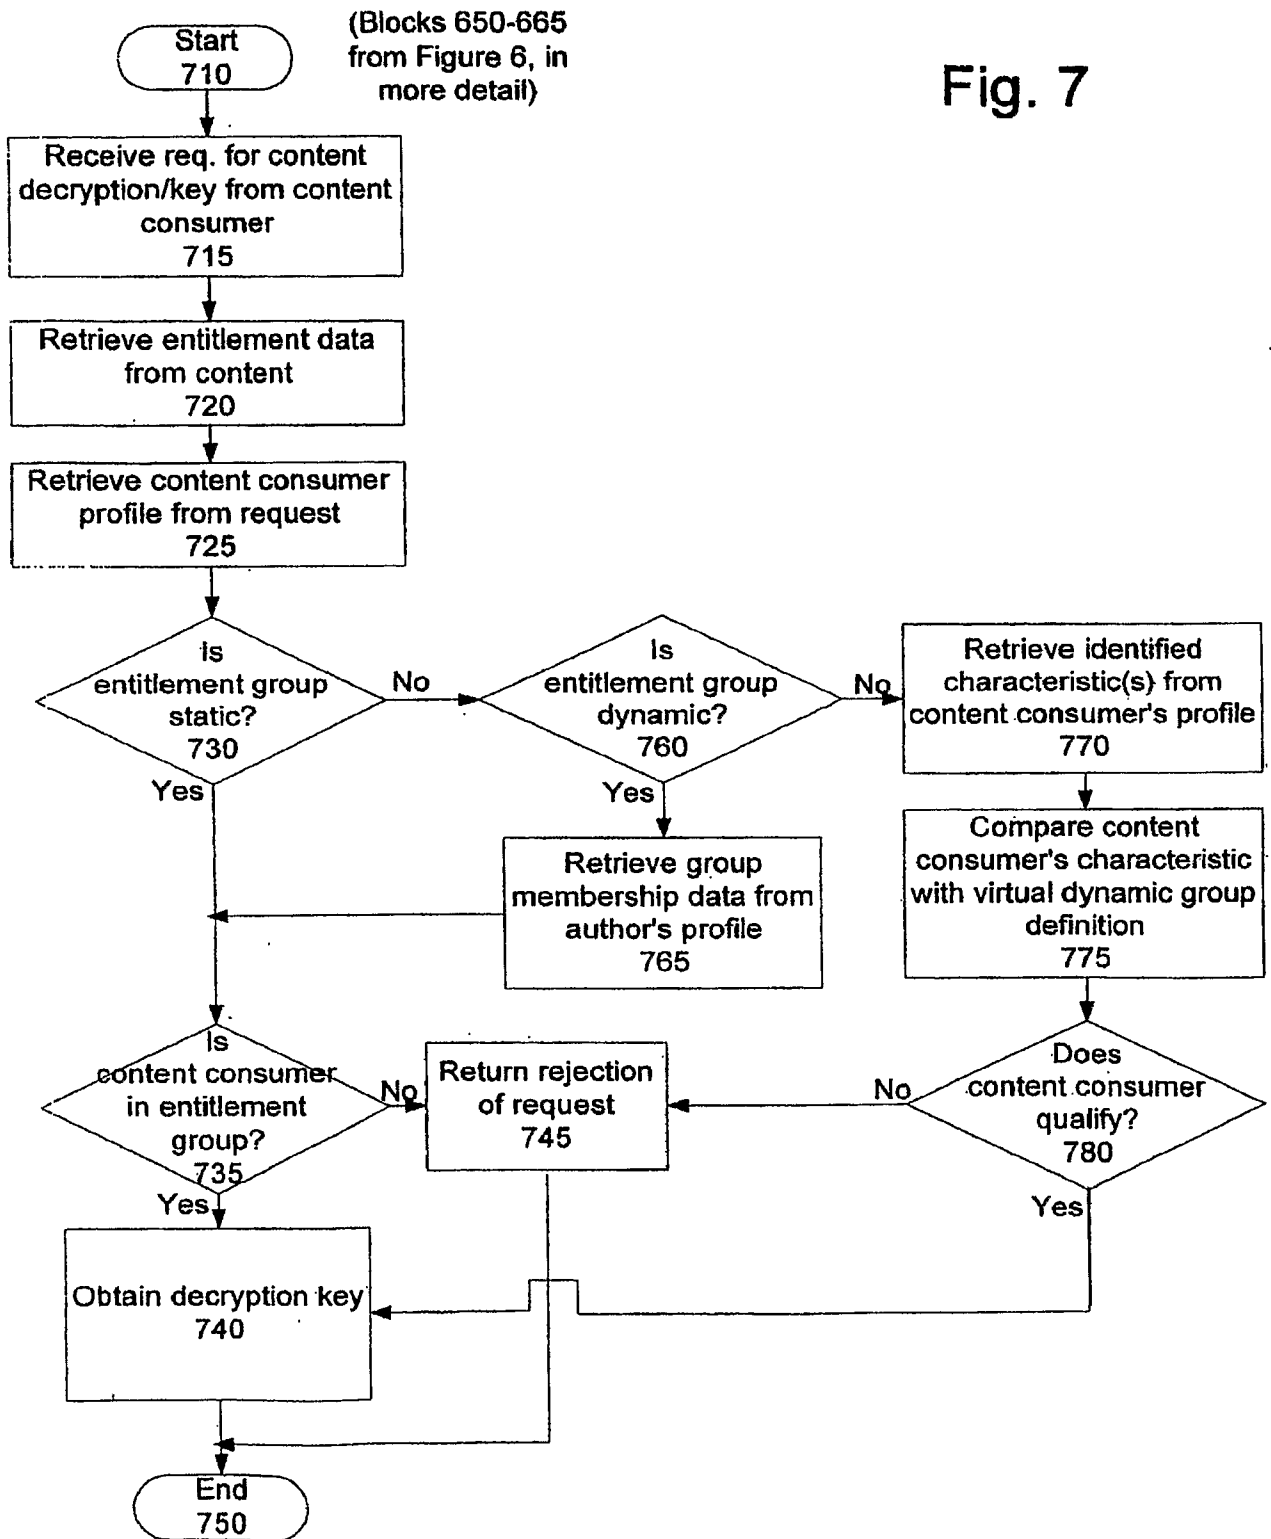 Start
710
(Blocks 650-665
from Figure 6, in
more detail)
Fig. 7
Receive req. for content
decryption/key from content
consumer
715
Retrieve entitlement data
from content
720
Retrieve content consumer
profile from request
725
Is
entitlement group
static?
730
No
Yes
Is
entitlement group
dynamic?
760
No
Yes
Retrieve identified
characteristic(s) from
content consumer's profile
770
Retrieve group
membership data from
author's profile
765
Compare content
consumer's characteristic
with virtual dynamic group
definition
775
Is
content consumer
in entitlement
group?
735
No
Yes
Return rejection
of request
745
Does
content consumer
qualify?
780
No
Yes
Obtain decryption key
740
End
750